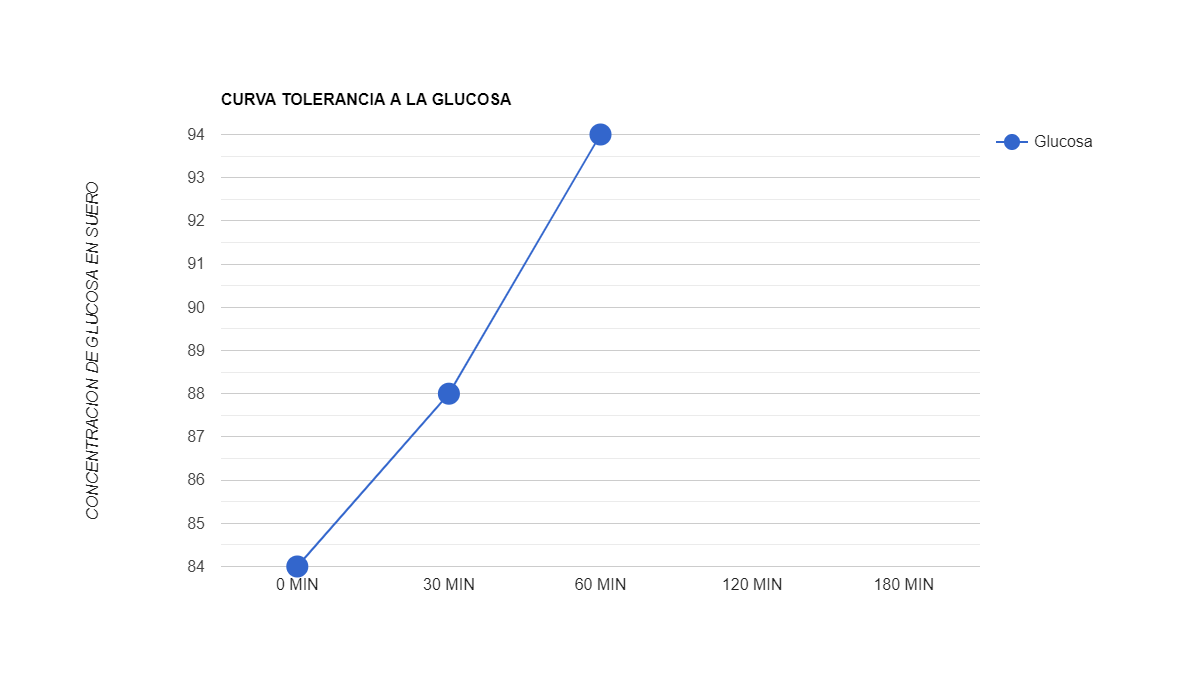 CURVA TOLERANCIA A LA GLUCOSA
CONCENTRACION DE GLUCOSA EN SUERO
94
93
92
91
90
89
88
87
86
85
84
0 MIN
30 MIN
60 MIN
120 MIN
180 MIN
Glucosa